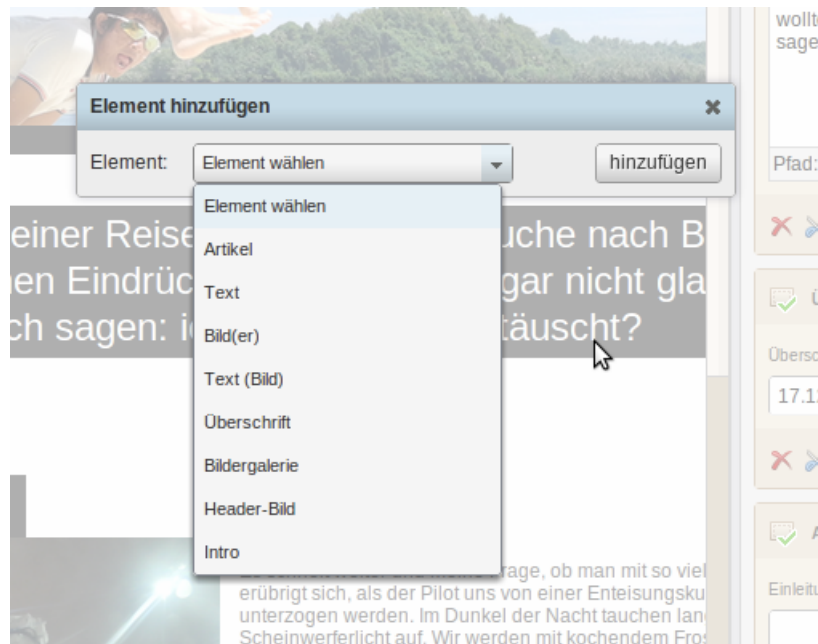 wollt
sage
Element hinzufügen
Element: Element wählen hinzufügen
Pfad:
Element wählen
Artikel
Text
Bild(er)
Text (Bild)
Überschrift
Bildergalerie
Header-Bild
Intro
einer Reise
uche nach B
en Eindrüc
gar nicht gla
ch sagen: i
täuscht?
Übersc
17.1
rage, ob man mit so viel
erübrigt sich, als der Pilot uns von einer Enteisungsku
unterzogen werden. Im Dunkel der Nacht tauchen lan
Scheinwerferlicht auf. Wir werden mit kochendem Fros
Einleitu